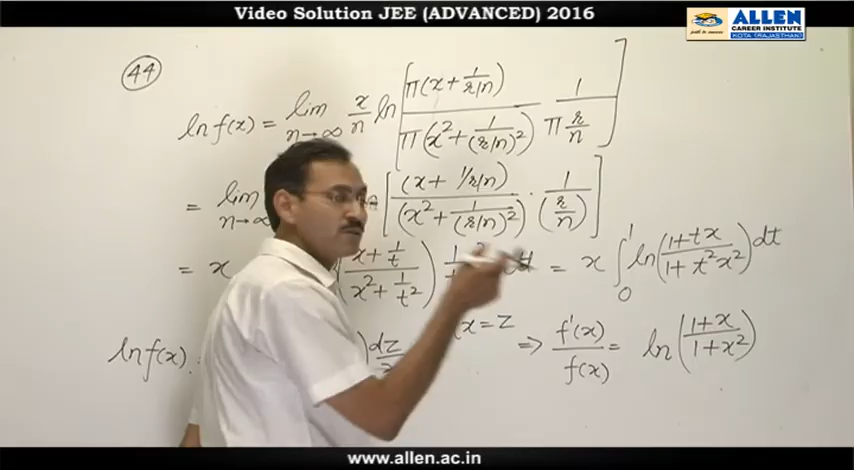 Video Solution JEE (ADVANCED) 2016
ALLEN
CAREER INSTITUTE
KOTA (RAJASTHAN)
44
ln f(x) = lim n→∞ x/n ln [ π(x + 1/(r/n)) / π(x² + 1/(r/n)²) 1/(π r/n) ]
= lim n→∞ [ (x + 1/r/n) / (x² + 1/(r/n)²) · 1/(r/n) ]
= x (x + 1/t / x² + 1/t²) = x ∫₀¹ ln(1+tx / 1+t²x²) dt
ln f(x) ) dz x = z ⇒ f'(x)/f(x) = ln(1+x / 1+x²)
www.allen.ac.in